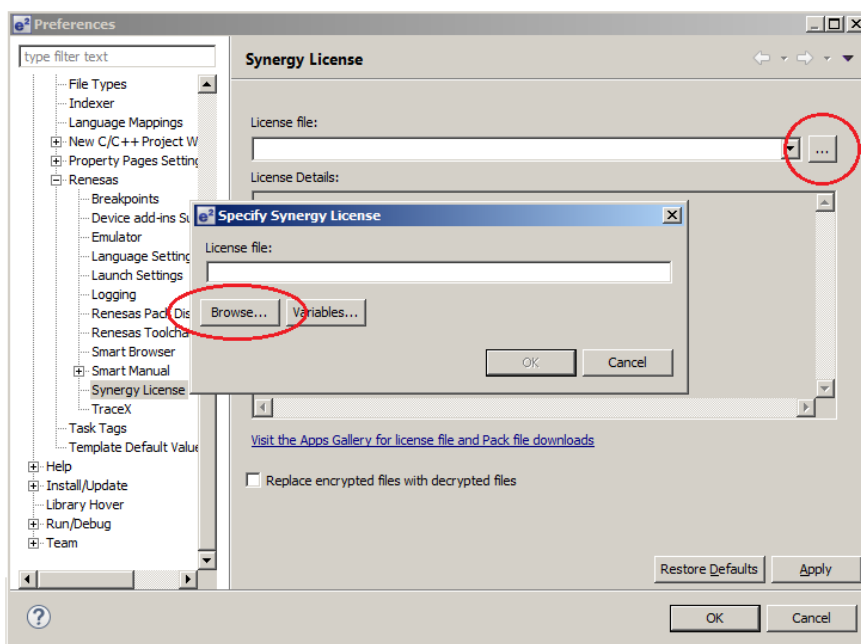 e² Preferences
type filter text
File Types
Indexer
Language Mappings
New C/C++ Project W
Property Pages Setting
Renesas
Breakpoints
Device add-ins Su
Emulator
Language Setting
Launch Settings
Logging
Renesas Pack Dis
Renesas Toolcha
Smart Browser
Smart Manual
Synergy License
TraceX
Task Tags
Template Default Value
Help
Install/Update
Library Hover
Run/Debug
Team
Synergy License
License file:
...
License Details:
e² Specify Synergy License
License file:
Browse... Variables...
OK Cancel
Visit the Apps Gallery for license file and Pack file downloads
Replace encrypted files with decrypted files
Restore Defaults Apply
? OK Cancel